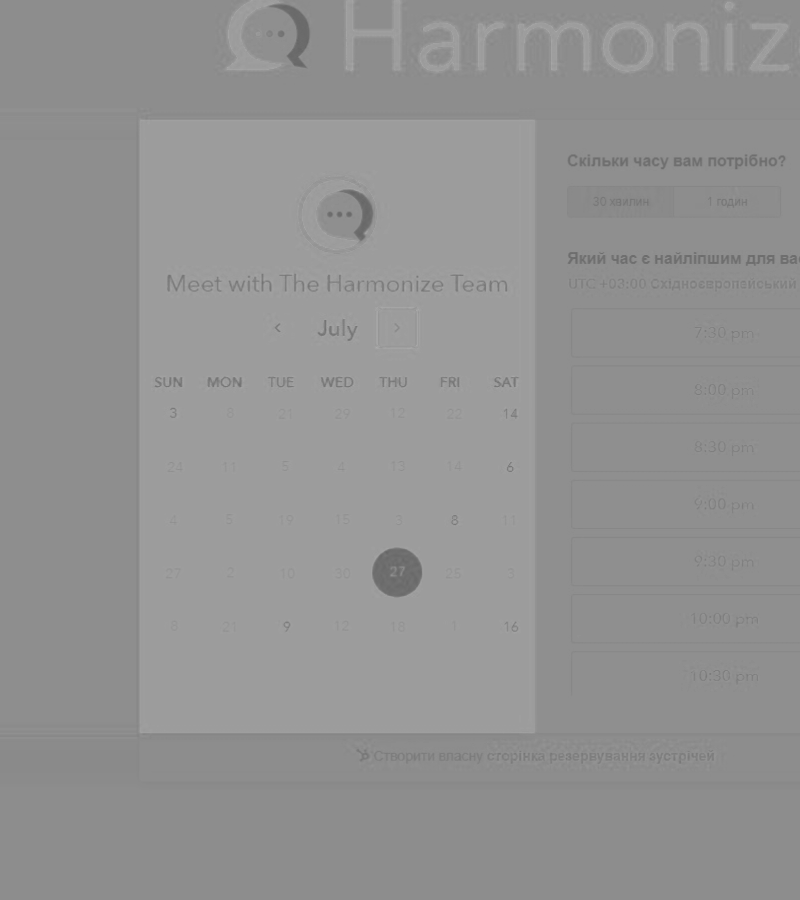 Harmoniz
Meet with The Harmonize Team
July
SUN MON TUE WED THU FRI SAT
3 8 21 29 12 22 14
24 11 5 4 13 14 6
4 5 19 15 3 8 11
27 2 10 30 27 25 3
8 21 9 12 18 16
Скільки часу вам потрібно?
30 хвилин 1 годин
Який час є найліпшим для ва
UTC +03:00 Східноєвропейський
7:30 pm
8:00 pm
8:30 pm
9:00 pm
9:30 pm
10:00 pm
10:30 pm
Створити власну сторінка резервування зустрічей